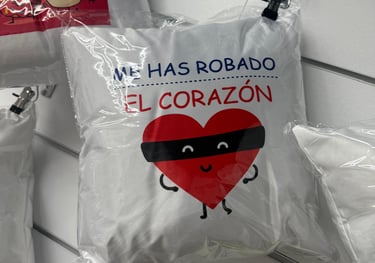 ME HAS ROBADO
EL CORAZÓN